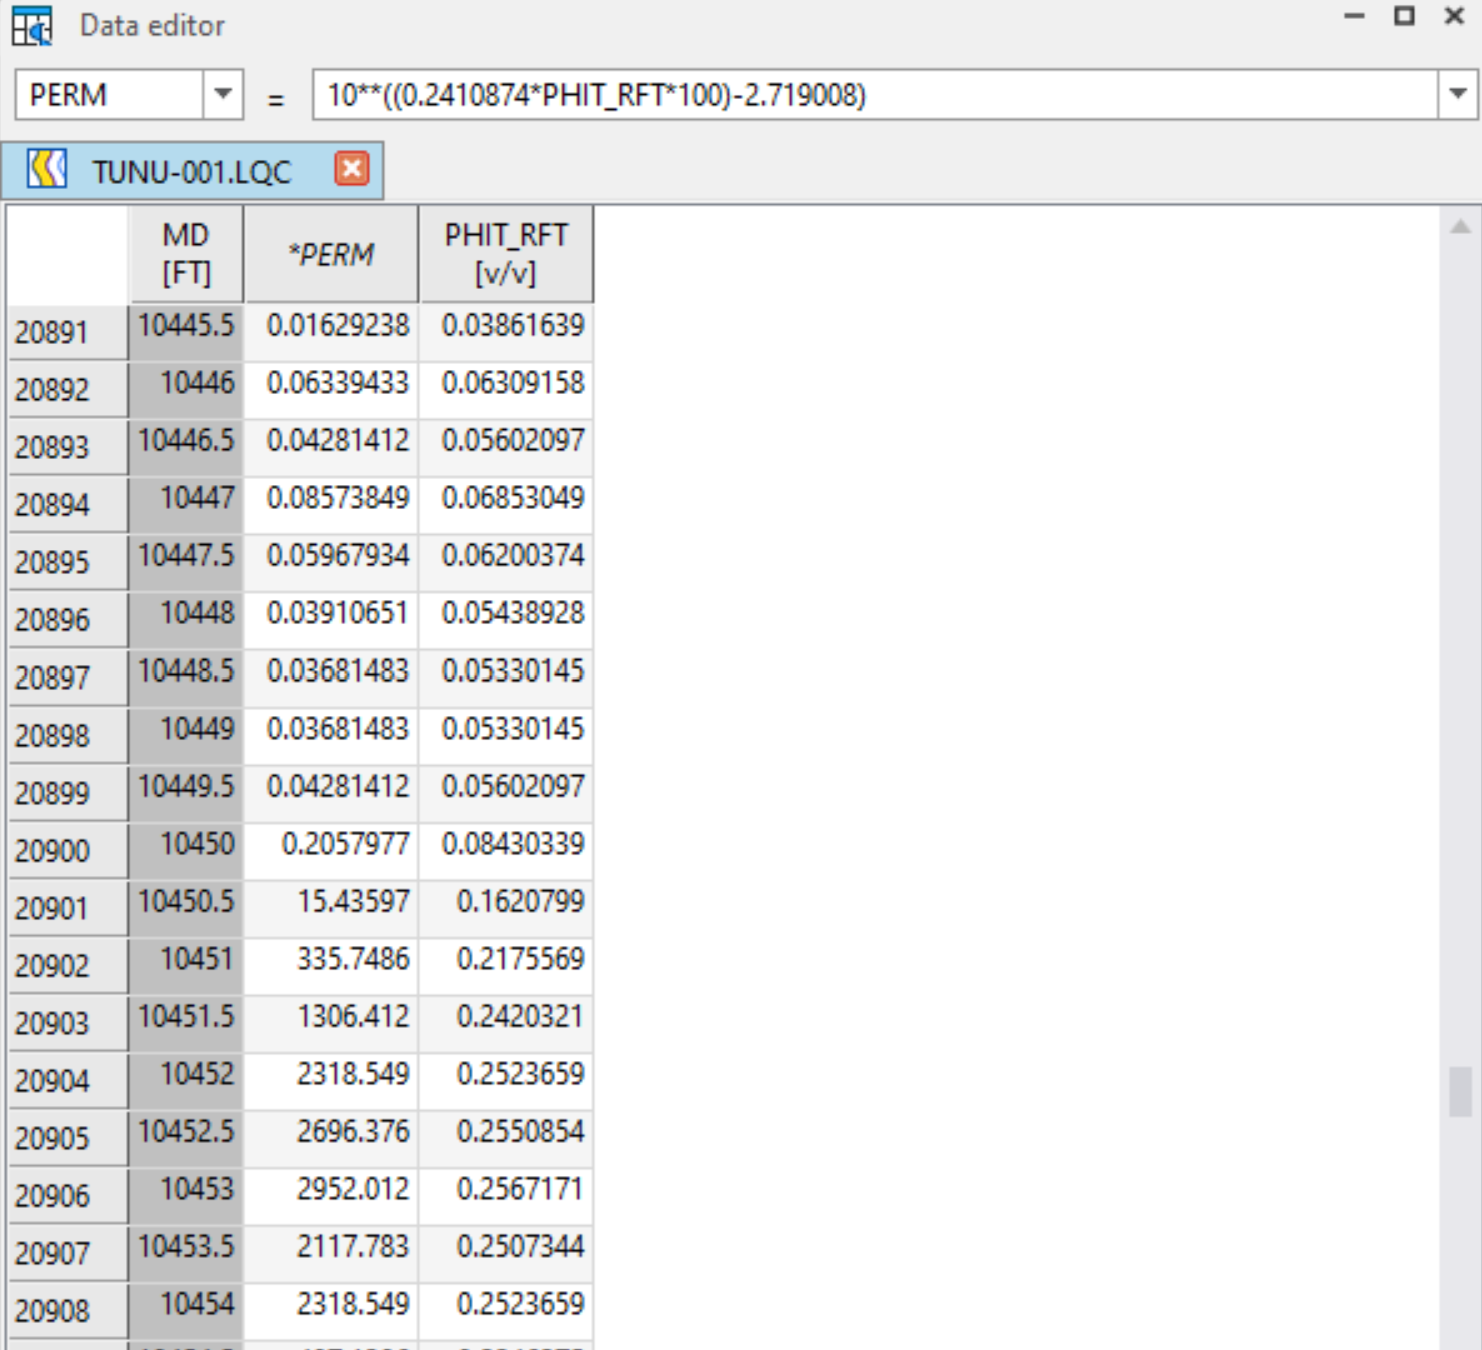 Data editor
PERM = 10**((0.2410874*PHIT_RFT*100)-2.719008)
TUNU-001.LQC
MD [FT] *PERM PHIT_RFT [v/v]
20891 10445.5 0.01629238 0.03861639
20892 10446 0.06339433 0.06309158
20893 10446.5 0.04281412 0.05602097
20894 10447 0.08573849 0.06853049
20895 10447.5 0.05967934 0.06200374
20896 10448 0.03910651 0.05438928
20897 10448.5 0.03681483 0.05330145
20898 10449 0.03681483 0.05330145
20899 10449.5 0.04281412 0.05602097
20900 10450 0.2057977 0.08430339
20901 10450.5 15.43597 0.1620799
20902 10451 335.7486 0.2175569
20903 10451.5 1306.412 0.2420321
20904 10452 2318.549 0.2523659
20905 10452.5 2696.376 0.2550854
20906 10453 2952.012 0.2567171
20907 10453.5 2117.783 0.2507344
20908 10454 2318.549 0.2523659